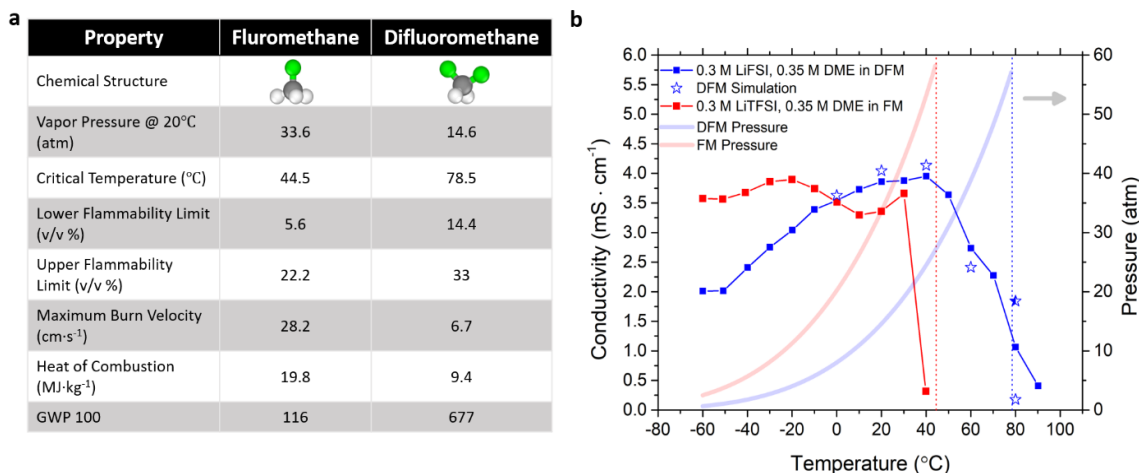 a
Property Fluromethane Difluoromethane
Chemical Structure
Vapor Pressure @ 20℃
(atm) 33.6 14.6
Critical Temperature (℃) 44.5 78.5
Lower Flammability Limit
(v/v %) 5.6 14.4
Upper Flammability
Limit (v/v %) 22.2 33
Maximum Burn Velocity
(cm·s⁻¹) 28.2 6.7
Heat of Combustion
(MJ·kg⁻¹) 19.8 9.4
GWP 100 116 677
b
0.3 M LiFSI, 0.35 M DME in DFM
DFM Simulation
0.3 M LiTFSI, 0.35 M DME in FM
DFM Pressure
FM Pressure
Conductivity (mS · cm⁻¹)
6.0
5.5
5.0
4.5
4.0
3.5
3.0
2.5
2.0
1.5
1.0
0.5
0.0
60
50
40
30
20
10
0
Pressure (atm)
-80 -60 -40 -20 0 20 40 60 80 100
Temperature (°C)